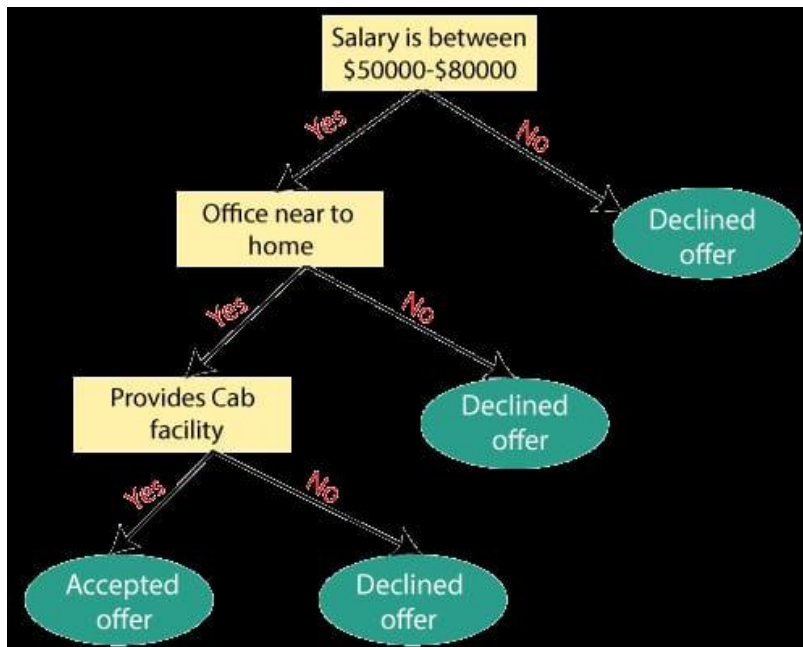 Salary is between
$50000-$80000
Yes
No
Office near to
home
Declined
offer
Yes
No
Provides Cab
facility
Declined
offer
Yes
No
Accepted
offer
Declined
offer